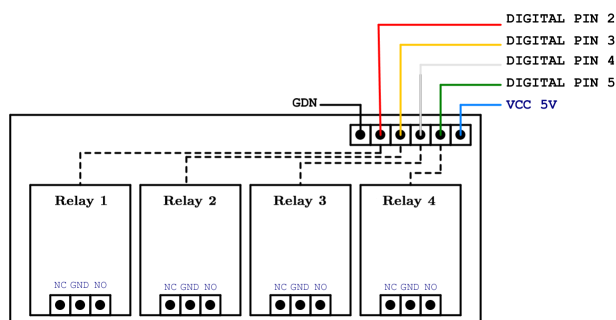 DIGITAL PIN 2
DIGITAL PIN 3
DIGITAL PIN 4
DIGITAL PIN 5
GDN
VCC 5V
Relay 1
Relay 2
Relay 3
Relay 4
NC GND NO
NC GND NO
NC GND NO
NC GND NO